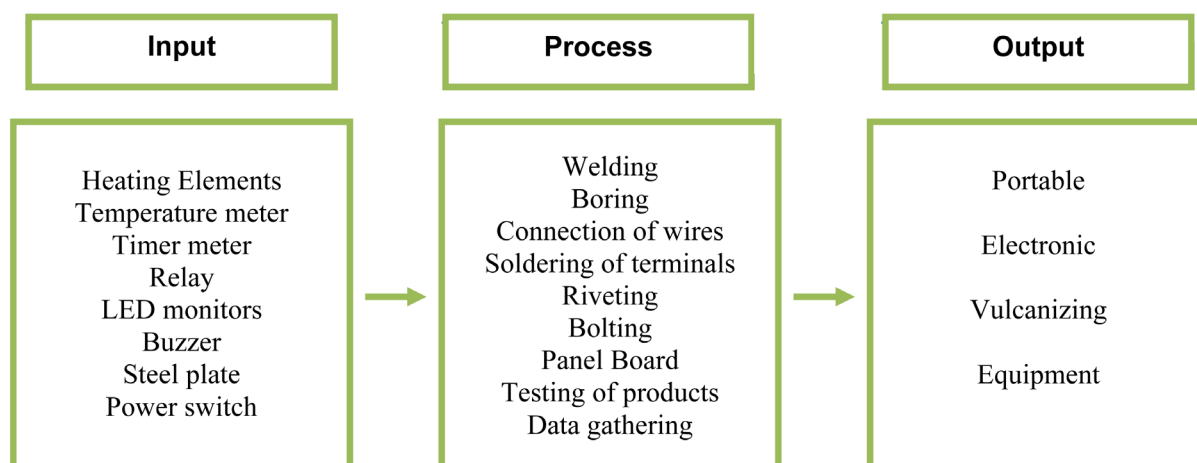 Input
Process
Output
Heating Elements
Temperature meter
Timer meter
Relay
LED monitors
Buzzer
Steel plate
Power switch
Welding
Boring
Connection of wires
Soldering of terminals
Riveting
Bolting
Panel Board
Testing of products
Data gathering
Portable
Electronic
Vulcanizing
Equipment